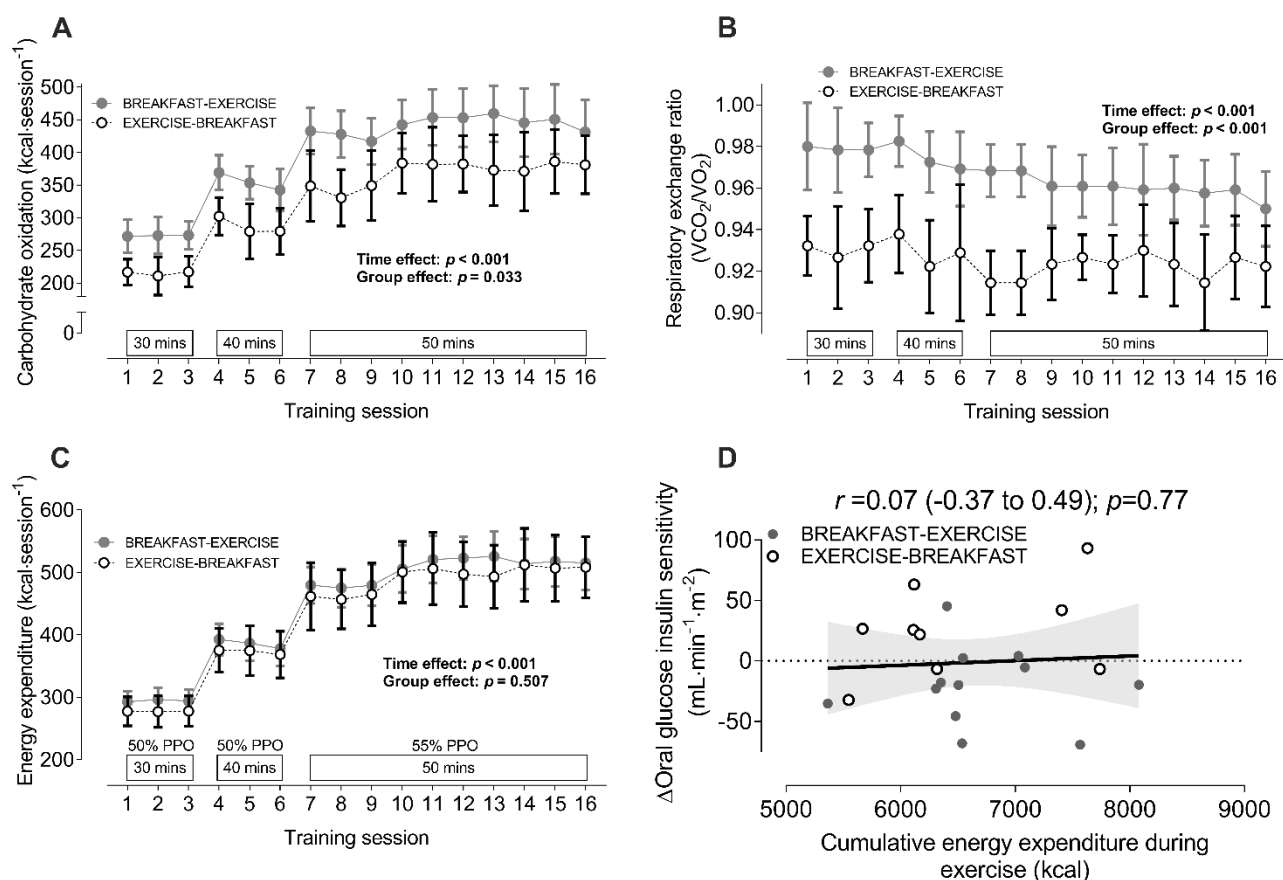 A
Carbohydrate oxidation (kcal·session⁻¹)
500
450
400
350
300
250
200
0
BREAKFAST-EXERCISE
EXERCISE-BREAKFAST
Time effect: p < 0.001
Group effect: p = 0.033
30 mins 40 mins 50 mins
1 2 3 4 5 6 7 8 9 10 11 12 13 14 15 16
Training session
B
Respiratory exchange ratio
(VCO₂/VO₂)
1.00
0.98
0.96
0.94
0.92
0.90
BREAKFAST-EXERCISE
EXERCISE-BREAKFAST
Time effect: p < 0.001
Group effect: p < 0.001
30 mins 40 mins 50 mins
1 2 3 4 5 6 7 8 9 10 11 12 13 14 15 16
Training session
C
Energy expenditure (kcal·session⁻¹)
600
500
400
300
200
BREAKFAST-EXERCISE
EXERCISE-BREAKFAST
Time effect: p < 0.001
Group effect: p = 0.507
50% PPO 50% PPO 55% PPO
30 mins 40 mins 50 mins
1 2 3 4 5 6 7 8 9 10 11 12 13 14 15 16
Training session
D
r =0.07 (-0.37 to 0.49); p=0.77
BREAKFAST-EXERCISE
EXERCISE-BREAKFAST
ΔOral glucose insulin sensitivity
(mL·min⁻¹·m⁻²)
100
50
0
-50
5000 6000 7000 8000 9000
Cumulative energy expenditure during
exercise (kcal)